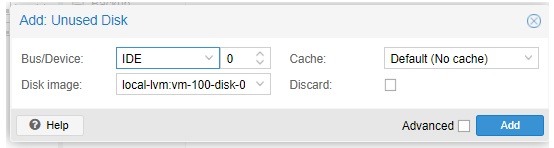 Add: Unused Disk
Bus/Device: IDE 0 Cache: Default (No cache)
Disk image: local-lvm:vm-100-disk-0 Discard:
Help Advanced Add